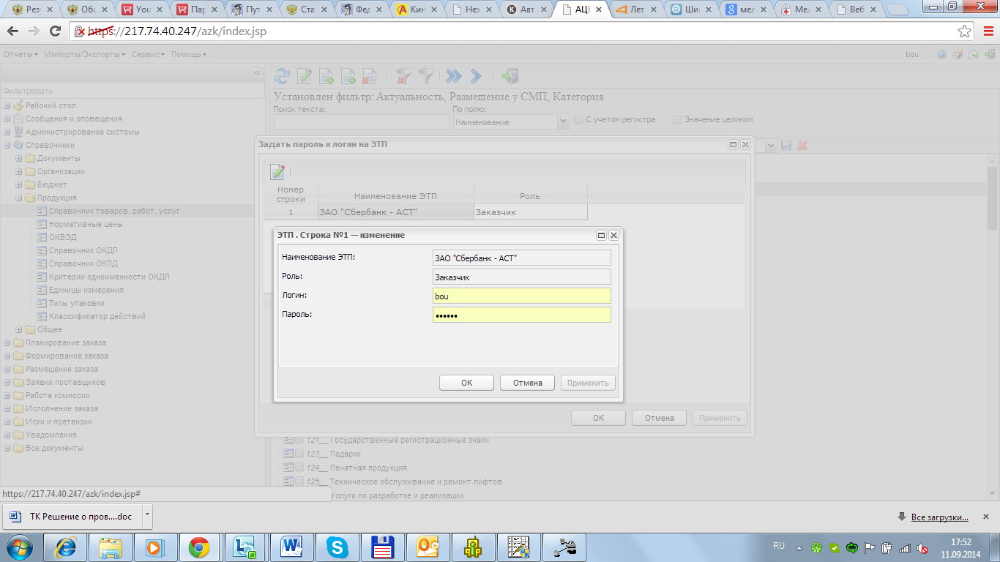 Рез
Общ
You
Пар
Пут
Ста
Фед
Кин
Нех
Авт
АЦК
Лет
Ши
мел
Мел
Веб
https://217.74.40.247/azk/index.jsp
Отчеты Импорты/Экспорты Сервис Помощь bou
Фильтровать
Установлен фильтр: Актуальность, Размещение у СМП, Категория
Поиск текста: По полю:
Наименование С учетом регистра Значение целиком
Рабочий стол
Сообщения и оповещения
Администрирование системы
Справочники
Документы
Организации
Бюджет
Продукция
Справочник товаров, работ, услуг
Нормативные цены
ОКВЭД
Справочник ОКДП
Справочник ОКПД
Критерии одноименности ОКДП
Единицы измерения
Типы упаковки
Классификатор действий
Общее
Планирование заказа
Формирование заказа
Размещение заказа
Заявки поставщиков
Работа комиссии
Исполнение заказа
Иски и претензии
Уведомления
Все документы
Задать пароль и логин на ЭТП
Номер строки Наименование ЭТП Роль
1 ЗАО "Сбербанк - АСТ" Заказчик
ЭТП . Строка №1 — изменение
Наименование ЭТП: ЗАО "Сбербанк - АСТ"
Роль: Заказчик
Логин: bou
Пароль: ••••••
ОК Отмена Применить
ОК Отмена Применить
121__ Государственные регистрационные знаки
123__ Подарки
124__ Печатная продукция
125__ Техническое обслуживание и ремонт лифтов
Услуги по разработке и реализации
https://217.74.40.247/azk/index.jsp#
ТК Решение о пров....doc
Все загрузки...
RU
17:52
11.09.2014